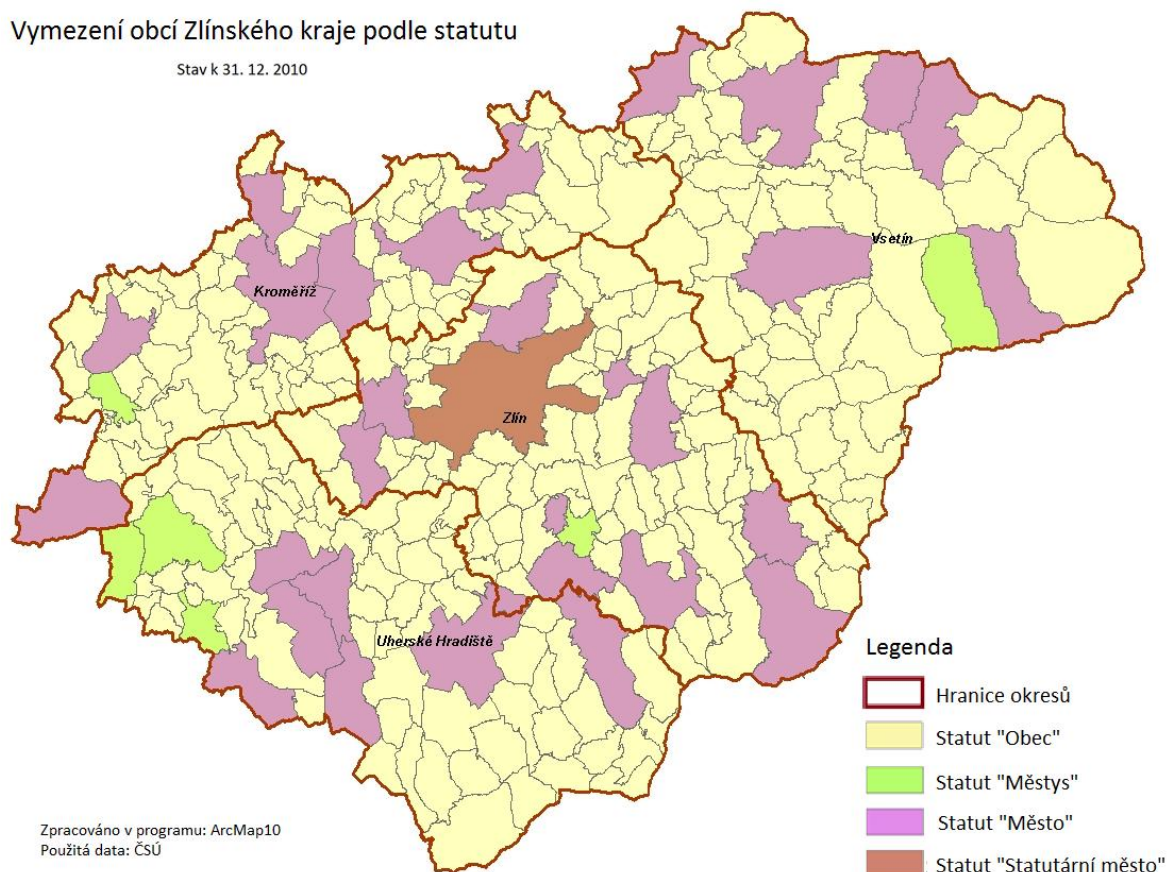 Vymezení obcí Zlínského kraje podle statutu
Stav k 31. 12. 2010
Vsetín
Kroměříž
Zlín
Uherské Hradiště
Legenda
Hranice okresů
Statut "Obec"
Statut "Městys"
Statut "Město"
Statut "Statutární město"
Zpracováno v programu: ArcMap10
Použitá data: ČSÚ